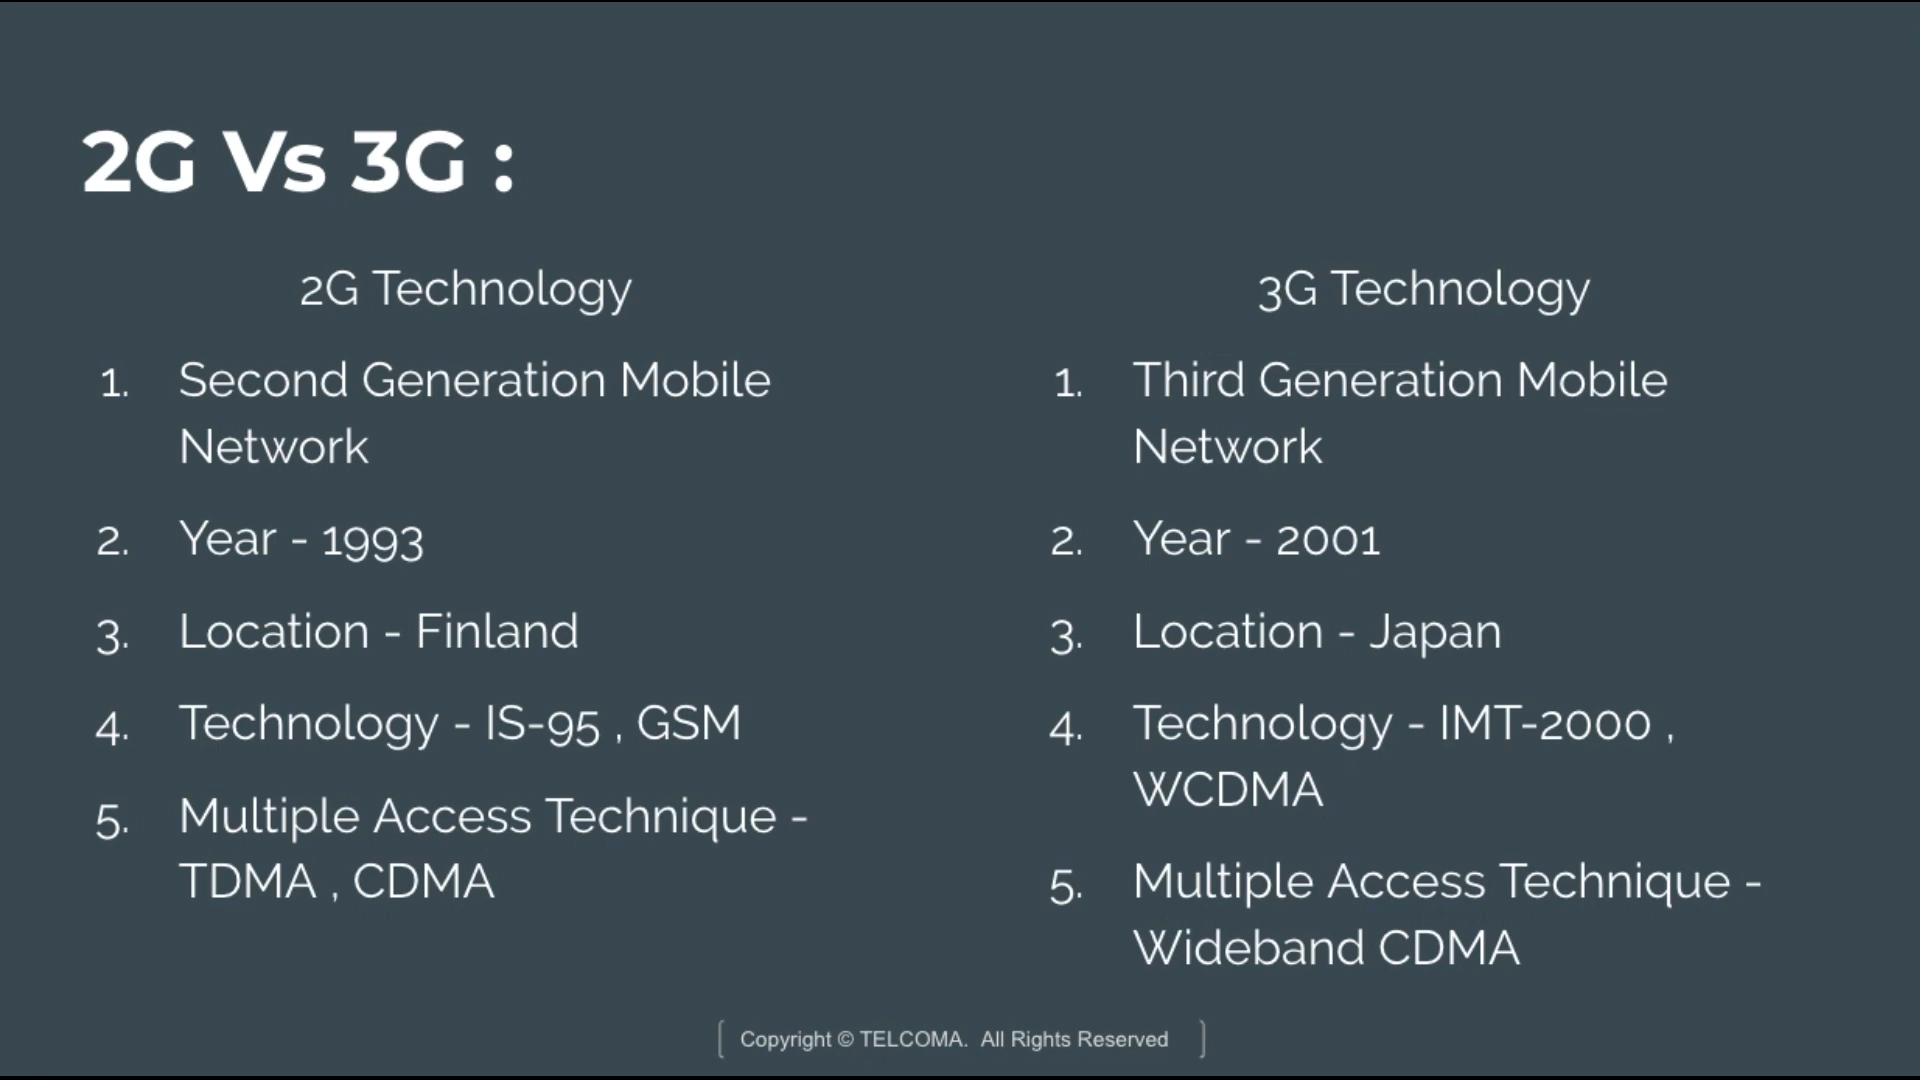 2G Vs 3G :
2G Technology
1. Second Generation Mobile
Network
2. Year - 1993
3. Location - Finland
4. Technology - IS-95 , GSM
5. Multiple Access Technique -
TDMA , CDMA
3G Technology
1. Third Generation Mobile
Network
2. Year - 2001
3. Location - Japan
4. Technology - IMT-2000 ,
WCDMA
5. Multiple Access Technique -
Wideband CDMA
[ Copyright © TELCOMA. All Rights Reserved ]